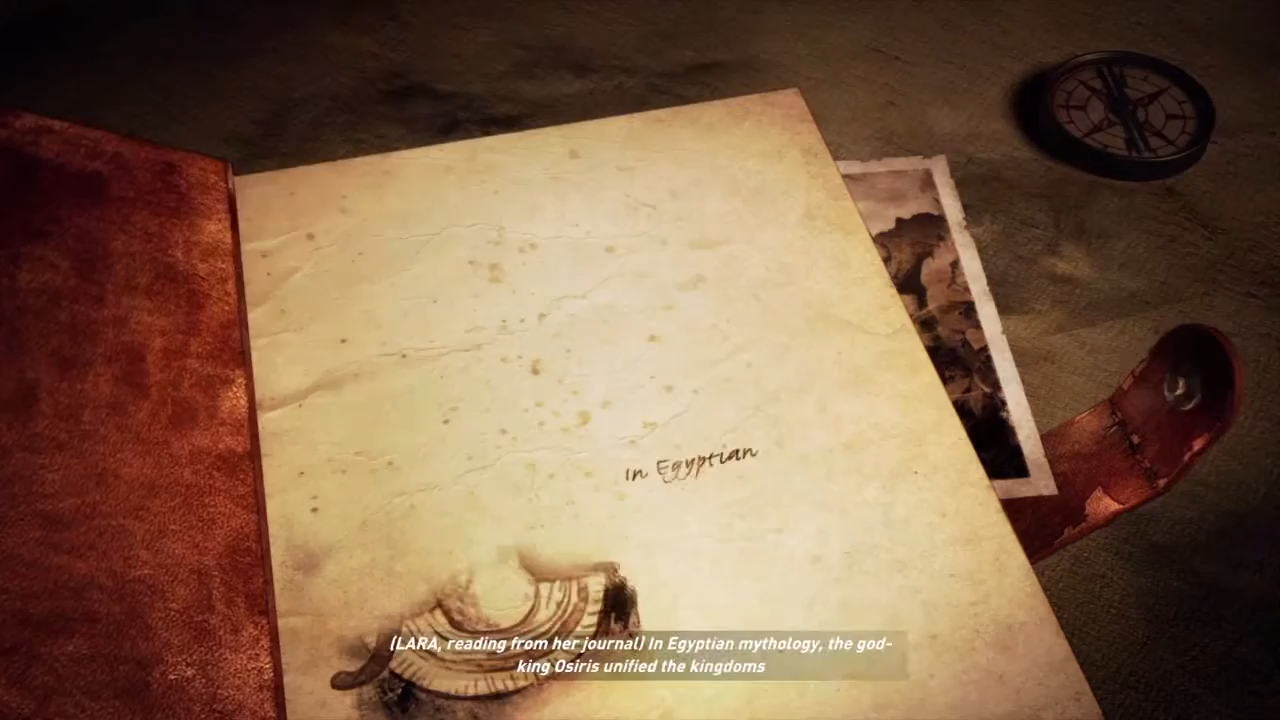 In Egyptian
(LARA, reading from her journal) In Egyptian mythology, the god-
king Osiris unified the kingdoms